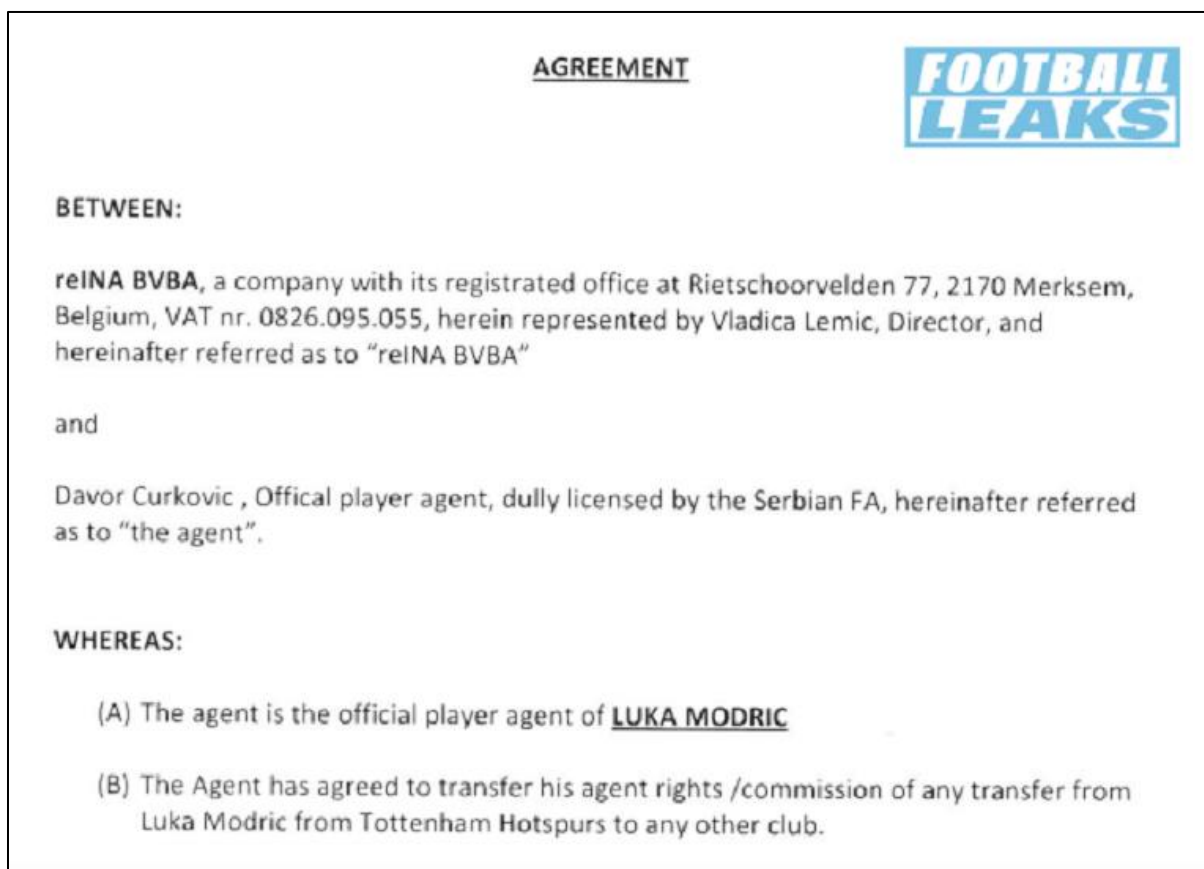 AGREEMENT
FOOTBALL
LEAKS
BETWEEN:
reINA BVBA, a company with its registrated office at Rietschoorvelden 77, 2170 Merksem,
Belgium, VAT nr. 0826.095.055, herein represented by Vladica Lemic, Director, and
hereinafter referred as to “reINA BVBA”
and
Davor Curkovic , Offical player agent, dully licensed by the Serbian FA, hereinafter referred
as to “the agent”.
WHEREAS:
(A) The agent is the official player agent of LUKA MODRIC
(B) The Agent has agreed to transfer his agent rights /commission of any transfer from
Luka Modric from Tottenham Hotspurs to any other club.